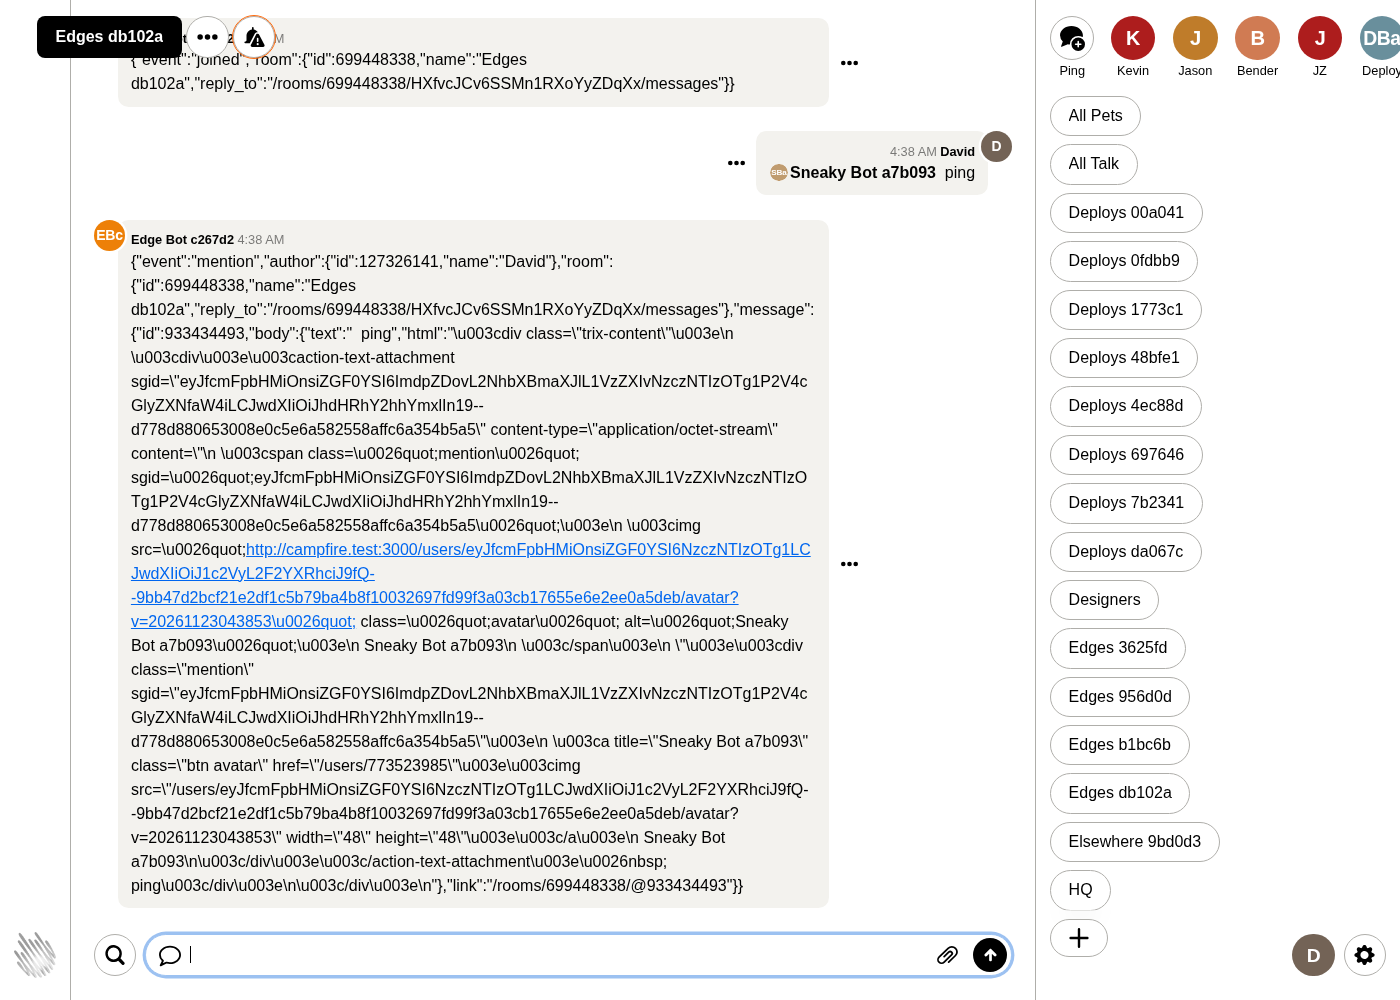 Edges db102a
{"event":"joined","room":{"id":699448338,"name":"Edges
db102a","reply_to":"/rooms/699448338/HXfvcJCv6SSMn1RXoYyZDqXx/messages"}}
4:38 AM David
D
SBa Sneaky Bot a7b093 ping
EBc
Edge Bot c267d2 4:38 AM
{"event":"mention","author":{"id":127326141,"name":"David"},"room":
{"id":699448338,"name":"Edges
db102a","reply_to":"/rooms/699448338/HXfvcJCv6SSMn1RXoYyZDqXx/messages"},"message":
{"id":933434493,"body":{"text":"  ping","html":"\u003cdiv class=\"trix-content\"\u003e\n
\u003cdiv\u003e\u003caction-text-attachment
sgid=\"eyJfcmFpbHMiOnsiZGF0YSI6ImdpZDovL2NhbXBmaXJlL1VzZXIvNzczNTIzOTg1P2V4c
GlyZXNfaW4iLCJwdXIiOiJhdHRhY2hhYmxlIn19--
d778d880653008e0c5e6a582558affc6a354b5a5\" content-type=\"application/octet-stream\"
content=\"\n \u003cspan class=\u0026quot;mention\u0026quot;
sgid=\u0026quot;eyJfcmFpbHMiOnsiZGF0YSI6ImdpZDovL2NhbXBmaXJlL1VzZXIvNzczNTIzO
Tg1P2V4cGlyZXNfaW4iLCJwdXIiOiJhdHRhY2hhYmxlIn19--
d778d880653008e0c5e6a582558affc6a354b5a5\u0026quot;\u003e\n \u003cimg
src=\u0026quot;http://campfire.test:3000/users/eyJfcmFpbHMiOnsiZGF0YSI6NzczNTIzOTg1LC
JwdXIiOiJ1c2VyL2F2YXRhciJ9fQ-
-9bb47d2bcf21e2df1c5b79ba4b8f10032697fd99f3a03cb17655e6e2ee0a5deb/avatar?
v=20261123043853\u0026quot; class=\u0026quot;avatar\u0026quot; alt=\u0026quot;Sneaky
Bot a7b093\u0026quot;\u003e\n Sneaky Bot a7b093\n \u003c/span\u003e\n \"\u003e\u003cdiv
class=\"mention\"
sgid=\"eyJfcmFpbHMiOnsiZGF0YSI6ImdpZDovL2NhbXBmaXJlL1VzZXIvNzczNTIzOTg1P2V4c
GlyZXNfaW4iLCJwdXIiOiJhdHRhY2hhYmxlIn19--
d778d880653008e0c5e6a582558affc6a354b5a5\"\u003e\n \u003ca title=\"Sneaky Bot a7b093\"
class=\"btn avatar\" href=\"/users/773523985\"\u003e\u003cimg
src=\"/users/eyJfcmFpbHMiOnsiZGF0YSI6NzczNTIzOTg1LCJwdXIiOiJ1c2VyL2F2YXRhciJ9fQ-
-9bb47d2bcf21e2df1c5b79ba4b8f10032697fd99f3a03cb17655e6e2ee0a5deb/avatar?
v=20261123043853\" width=\"48\" height=\"48\"\u003e\u003c/a\u003e\n Sneaky Bot
a7b093\n\u003c/div\u003e\u003c/action-text-attachment\u003e\u0026nbsp;
ping\u003c/div\u003e\n\u003c/div\u003e\n"},"link":"/rooms/699448338/@933434493"}}
K
J
B
J
DBa
Ping
Kevin
Jason
Bender
JZ
Deploy
All Pets
All Talk
Deploys 00a041
Deploys 0fdbb9
Deploys 1773c1
Deploys 48bfe1
Deploys 4ec88d
Deploys 697646
Deploys 7b2341
Deploys da067c
Designers
Edges 3625fd
Edges 956d0d
Edges b1bc6b
Edges db102a
Elsewhere 9bd0d3
HQ
D